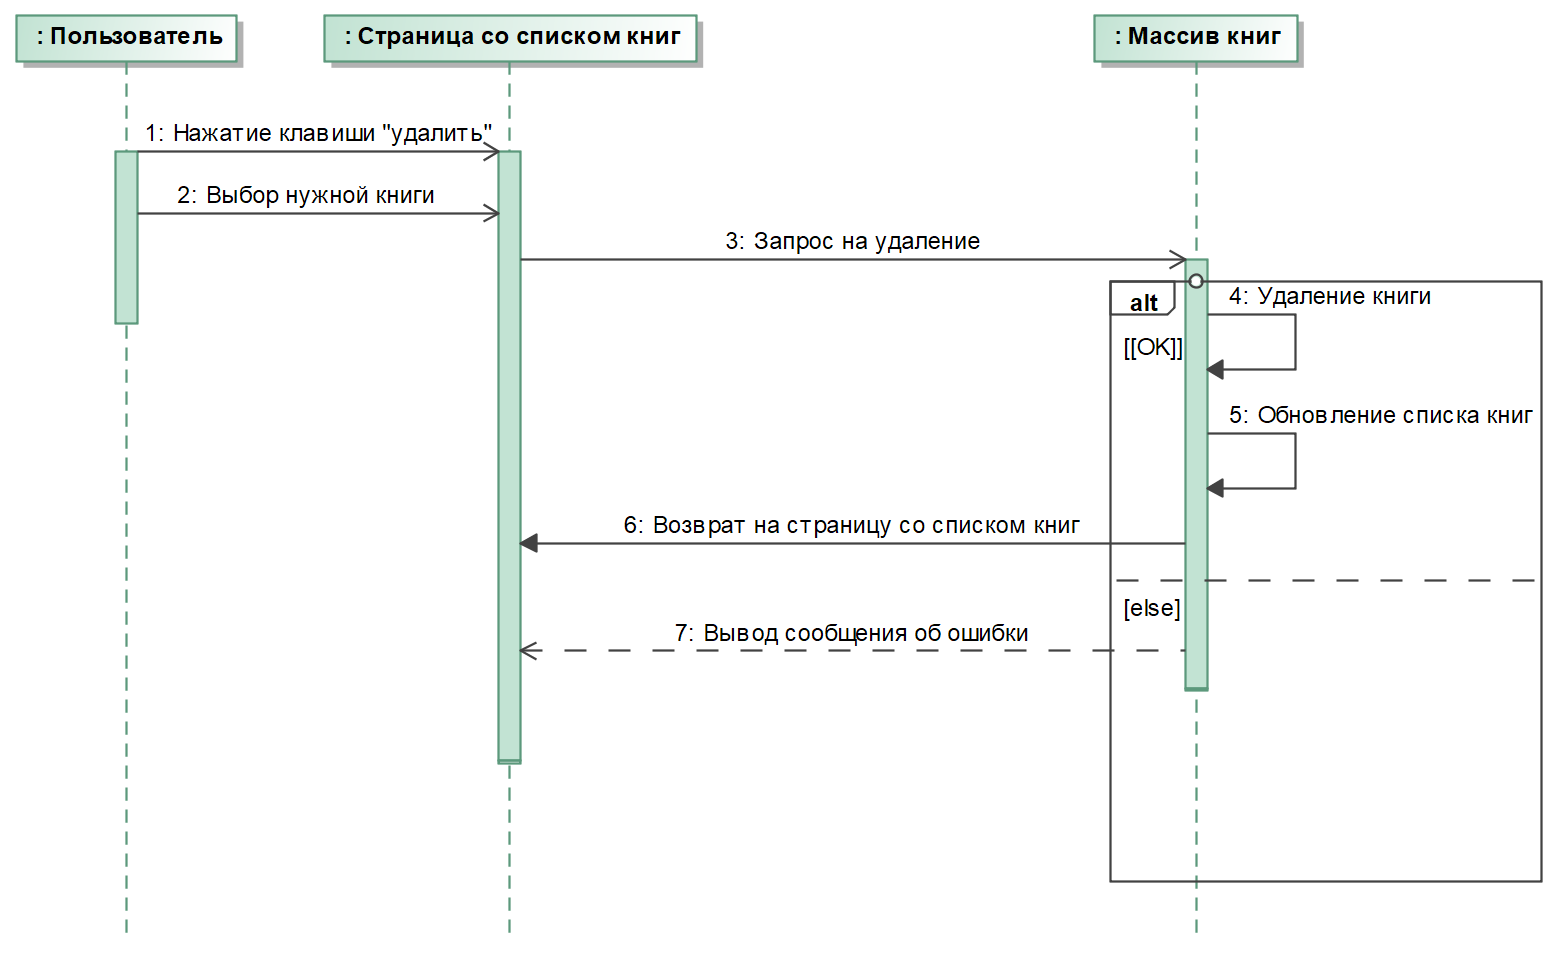 : Пользователь
: Страница со списком книг
: Массив книг
1: Нажатие клавиши "удалить"
2: Выбор нужной книги
3: Запрос на удаление
alt
4: Удаление книги
[[OK]]
5: Обновление списка книг
6: Возврат на страницу со списком книг
[else]
7: Вывод сообщения об ошибки